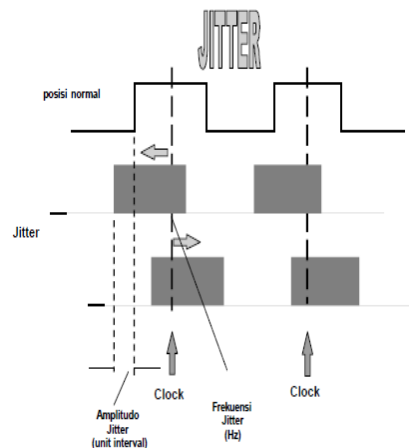 JITTER
posisi normal
Jitter
Clock
Clock
Amplitudo
Jitter
(unit interval)
Frekuensi
Jitter
(Hz)